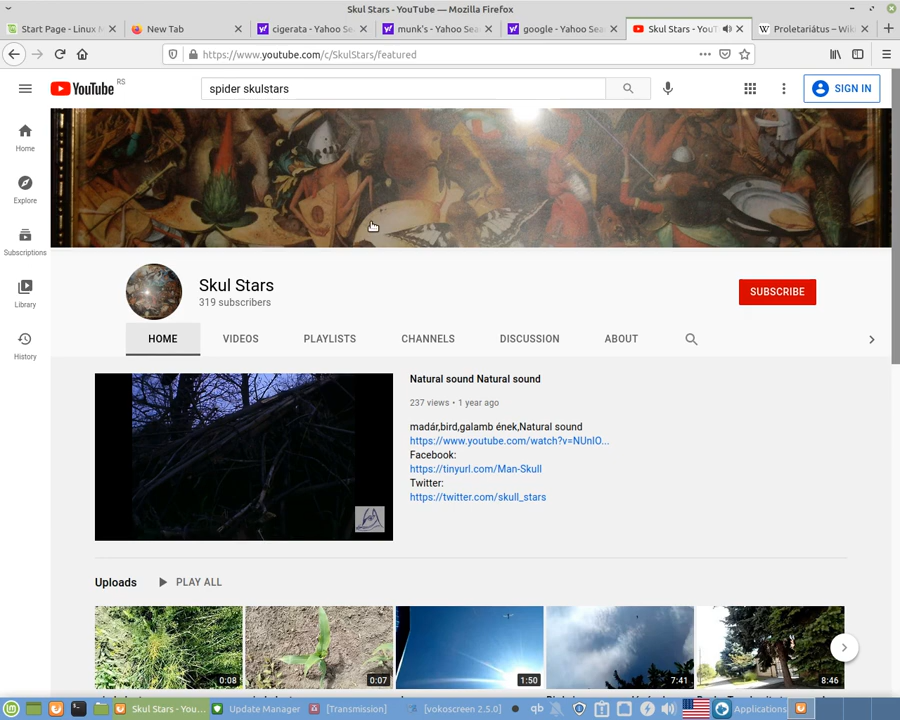 Skul Stars - YouTube — Mozilla Firefox
Start Page - Linux M
New Tab
cigerata - Yahoo Se
munk's - Yahoo Sea
google - Yahoo Sea
Skul Stars - YouT
Proletariátus – Wik
https://www.youtube.com/c/SkulStars/featured
YouTube RS
spider skulstars
SIGN IN
Home
Explore
Subscriptions
Library
History
Skul Stars
319 subscribers
SUBSCRIBE
HOME
VIDEOS
PLAYLISTS
CHANNELS
DISCUSSION
ABOUT
Natural sound Natural sound
237 views • 1 year ago
madár,bird,galamb ének,Natural sound
https://www.youtube.com/watch?v=NUnIO...
Facebook:
https://tinyurl.com/Man-Skull
Twitter:
https://twitter.com/skull_stars
Uploads
PLAY ALL
0:08
0:07
1:50
7:41
8:46
Skul Stars - You...
Update Manager
[Transmission]
[vokoscreen 2.5.0]
qb
Applications